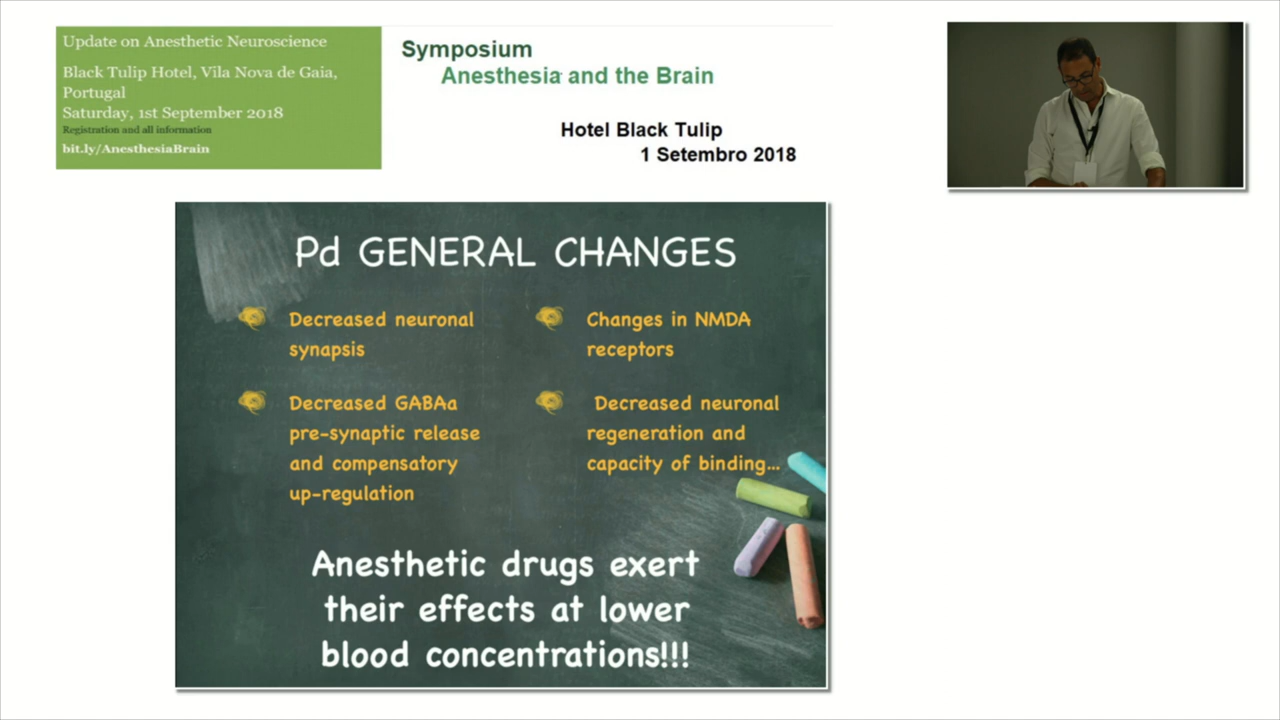 Update on Anesthetic Neuroscience
Black Tulip Hotel, Vila Nova de Gaia,
Portugal
Saturday, 1st September 2018
Registration and all information
bit.ly/AnesthesiaBrain
Symposium
Anesthesia and the Brain
Hotel Black Tulip
1 Setembro 2018
Pd GENERAL CHANGES
Decreased neuronal
synapsis
Decreased GABAa
pre-synaptic release
and compensatory
up-regulation
Changes in NMDA
receptors
Decreased neuronal
regeneration and
capacity of binding...
Anesthetic drugs exert
their effects at lower
blood concentrations!!!